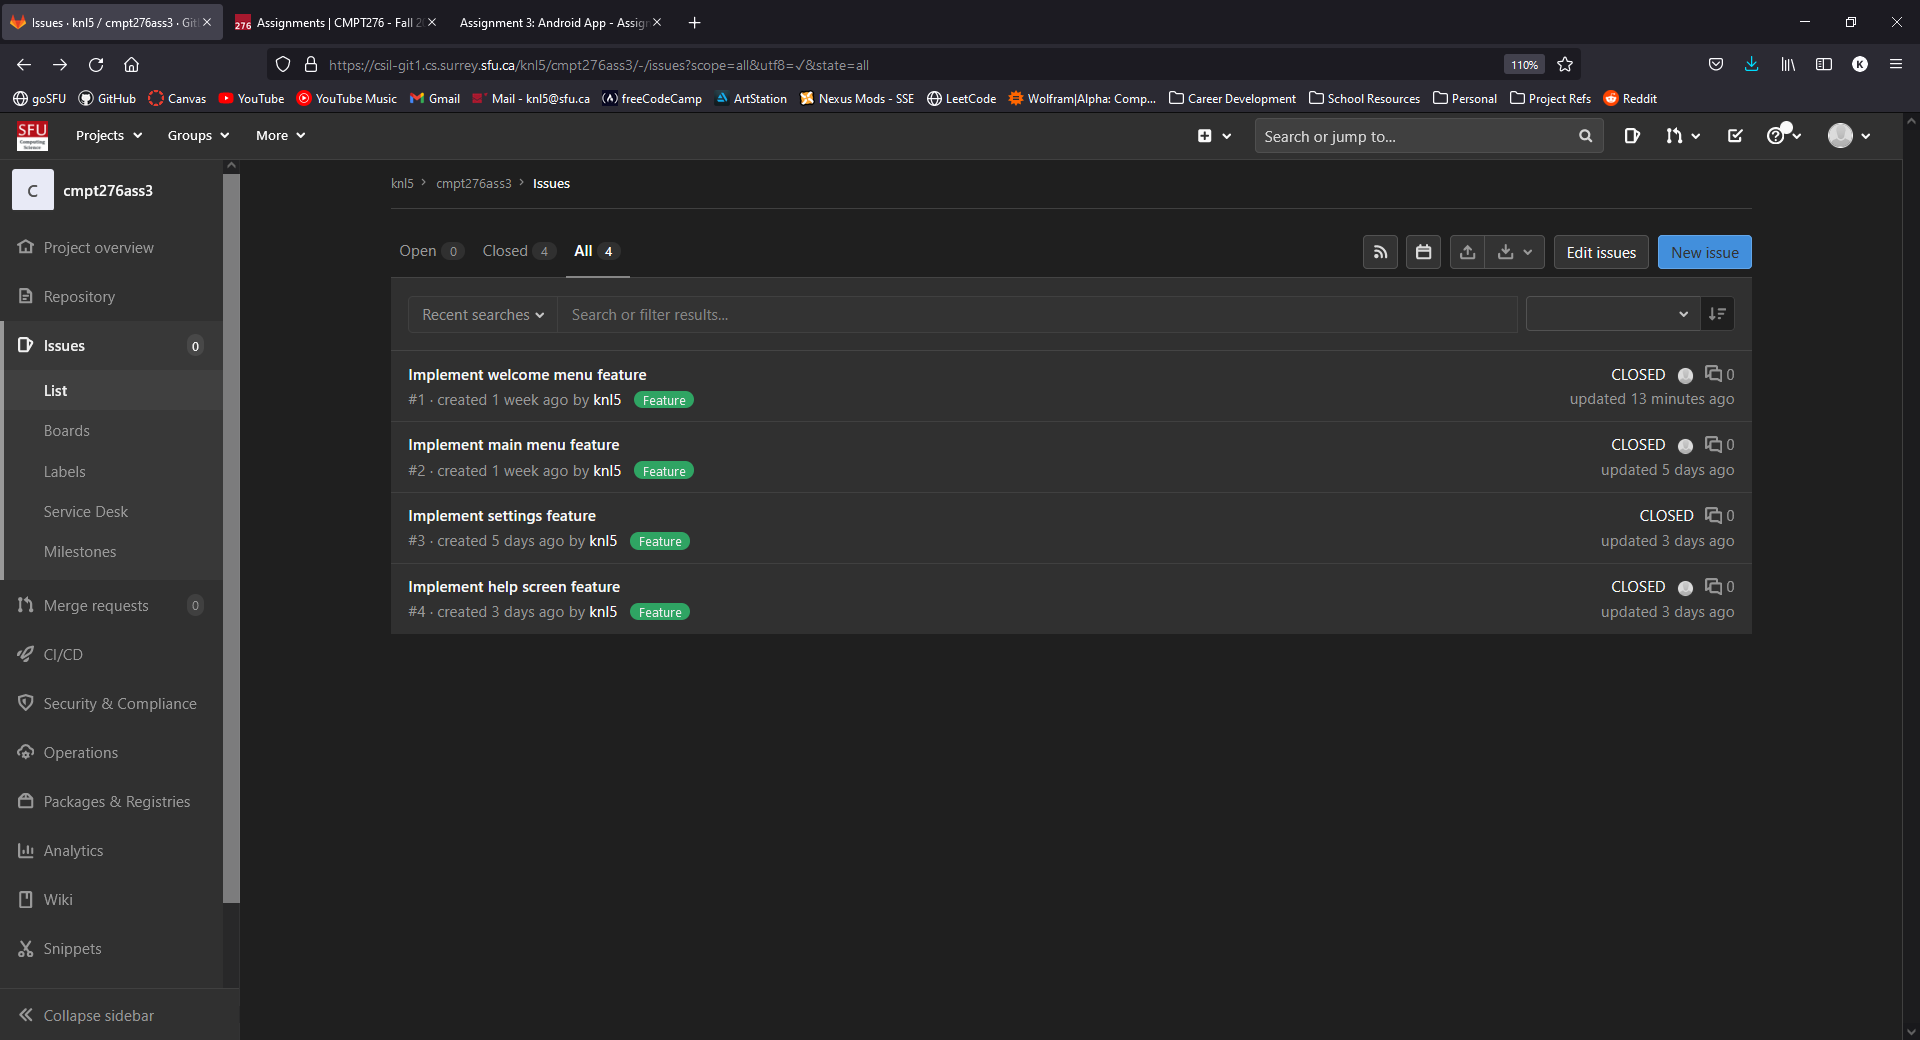 Issues · knl5 / cmpt276ass3 · Git
Assignments | CMPT276 - Fall 2
Assignment 3: Android App - Assig
https://csil-git1.cs.surrey.sfu.ca/knl5/cmpt276ass3/-/issues?scope=all&utf8=✓&state=all
110%
K
goSFU
GitHub
Canvas
YouTube
YouTube Music
Gmail
Mail - knl5@sfu.ca
freeCodeCamp
ArtStation
Nexus Mods - SSE
LeetCode
Wolfram|Alpha: Comp...
Career Development
School Resources
Personal
Project Refs
Reddit
SFU
Computing
Science
Projects
Groups
More
Search or jump to...
C
cmpt276ass3
Project overview
Repository
Issues 0
List
Boards
Labels
Service Desk
Milestones
Merge requests 0
CI/CD
Security & Compliance
Operations
Packages & Registries
Analytics
Wiki
Snippets
Collapse sidebar
knl5 > cmpt276ass3 > Issues
Open 0 Closed 4 All 4
Edit issues
New issue
Recent searches
Search or filter results...
Implement welcome menu feature
CLOSED 0
#1 · created 1 week ago by knl5 Feature
updated 13 minutes ago
Implement main menu feature
CLOSED 0
#2 · created 1 week ago by knl5 Feature
updated 5 days ago
Implement settings feature
CLOSED 0
#3 · created 5 days ago by knl5 Feature
updated 3 days ago
Implement help screen feature
CLOSED 0
#4 · created 3 days ago by knl5 Feature
updated 3 days ago